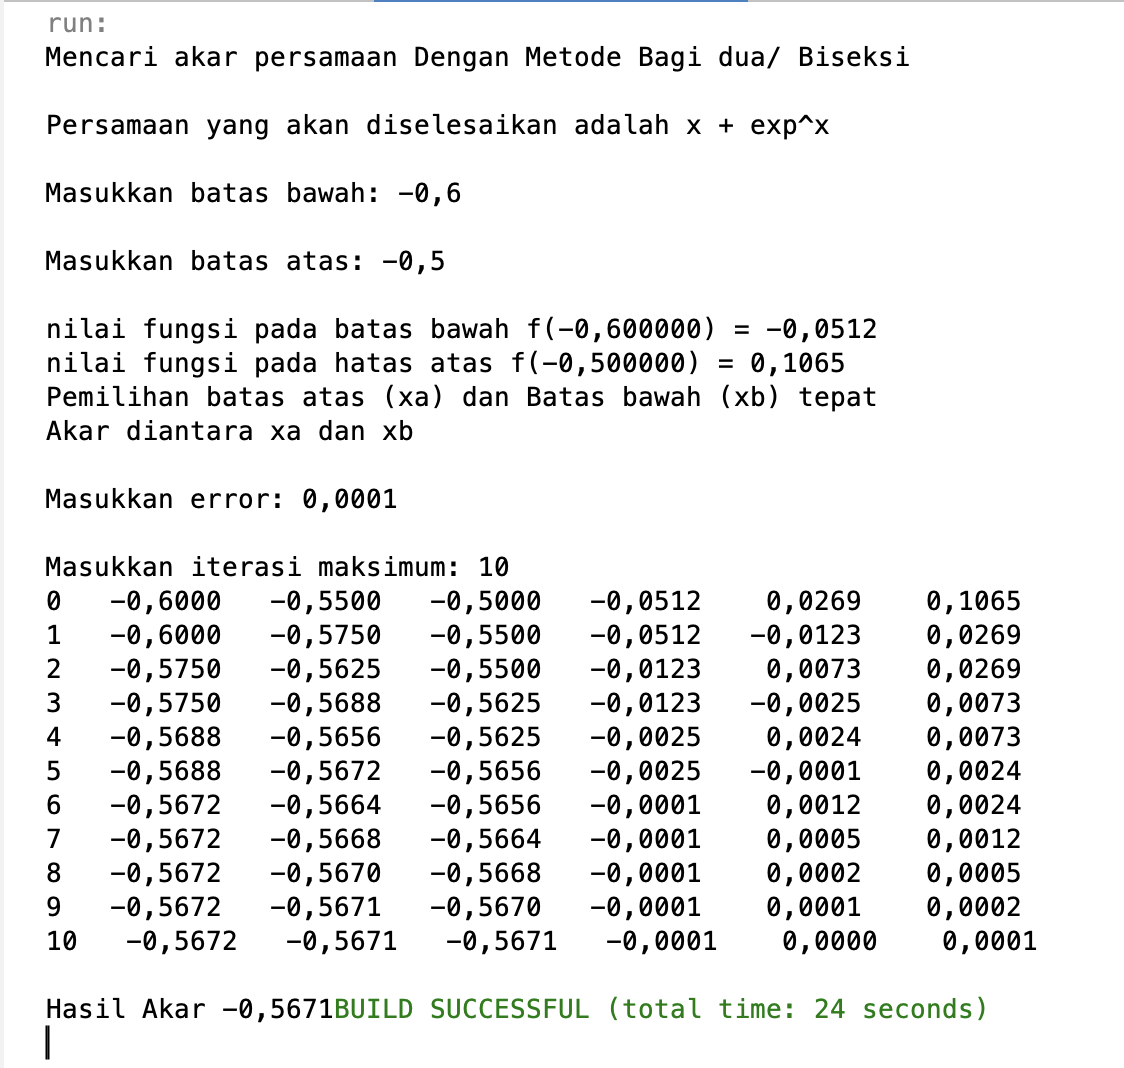 run:
Mencari akar persamaan Dengan Metode Bagi dua/ Biseksi
Persamaan yang akan diselesaikan adalah x + exp^x
Masukkan batas bawah: -0,6
Masukkan batas atas: -0,5
nilai fungsi pada batas bawah f(-0,600000) = -0,0512
nilai fungsi pada hatas atas f(-0,500000) = 0,1065
Pemilihan batas atas (xa) dan Batas bawah (xb) tepat
Akar diantara xa dan xb
Masukkan error: 0,0001
Masukkan iterasi maksimum: 10
0 -0,6000 -0,5500 -0,5000 -0,0512 0,0269 0,1065
1 -0,6000 -0,5750 -0,5500 -0,0512 -0,0123 0,0269
2 -0,5750 -0,5625 -0,5500 -0,0123 0,0073 0,0269
3 -0,5750 -0,5688 -0,5625 -0,0123 -0,0025 0,0073
4 -0,5688 -0,5656 -0,5625 -0,0025 0,0024 0,0073
5 -0,5688 -0,5672 -0,5656 -0,0025 -0,0001 0,0024
6 -0,5672 -0,5664 -0,5656 -0,0001 0,0012 0,0024
7 -0,5672 -0,5668 -0,5664 -0,0001 0,0005 0,0012
8 -0,5672 -0,5670 -0,5668 -0,0001 0,0002 0,0005
9 -0,5672 -0,5671 -0,5670 -0,0001 0,0001 0,0002
10 -0,5672 -0,5671 -0,5671 -0,0001 0,0000 0,0001
Hasil Akar -0,5671BUILD SUCCESSFUL (total time: 24 seconds)